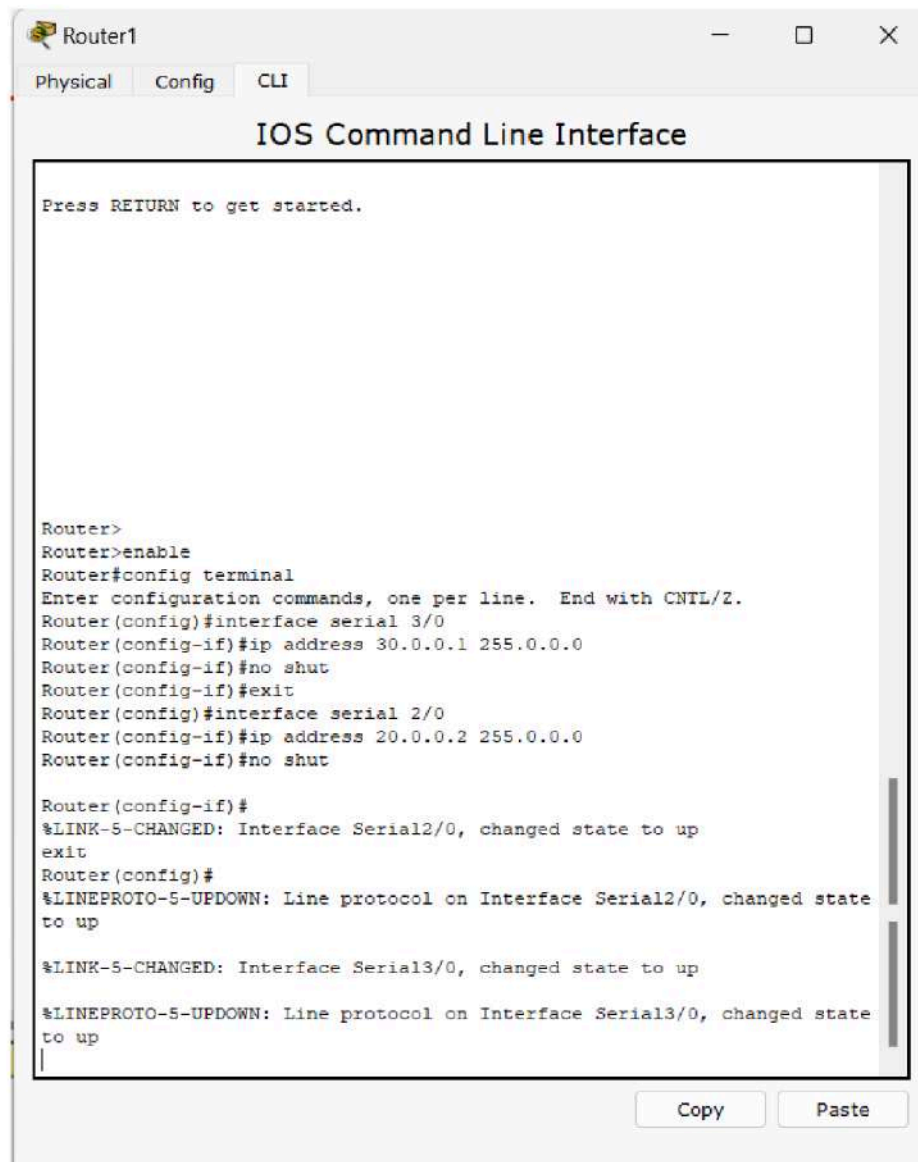 Router1
Physical Config CLI
IOS Command Line Interface
Press RETURN to get started.
Router>
Router>enable
Router#config terminal
Enter configuration commands, one per line.  End with CNTL/Z.
Router(config)#interface serial 3/0
Router(config-if)#ip address 30.0.0.1 255.0.0.0
Router(config-if)#no shut
Router(config-if)#exit
Router(config)#interface serial 2/0
Router(config-if)#ip address 20.0.0.2 255.0.0.0
Router(config-if)#no shut
Router(config-if)#
%LINK-5-CHANGED: Interface Serial2/0, changed state to up
exit
Router(config)#
%LINEPROTO-5-UPDOWN: Line protocol on Interface Serial2/0, changed state
to up
%LINK-5-CHANGED: Interface Serial3/0, changed state to up
%LINEPROTO-5-UPDOWN: Line protocol on Interface Serial3/0, changed state
to up
Copy Paste